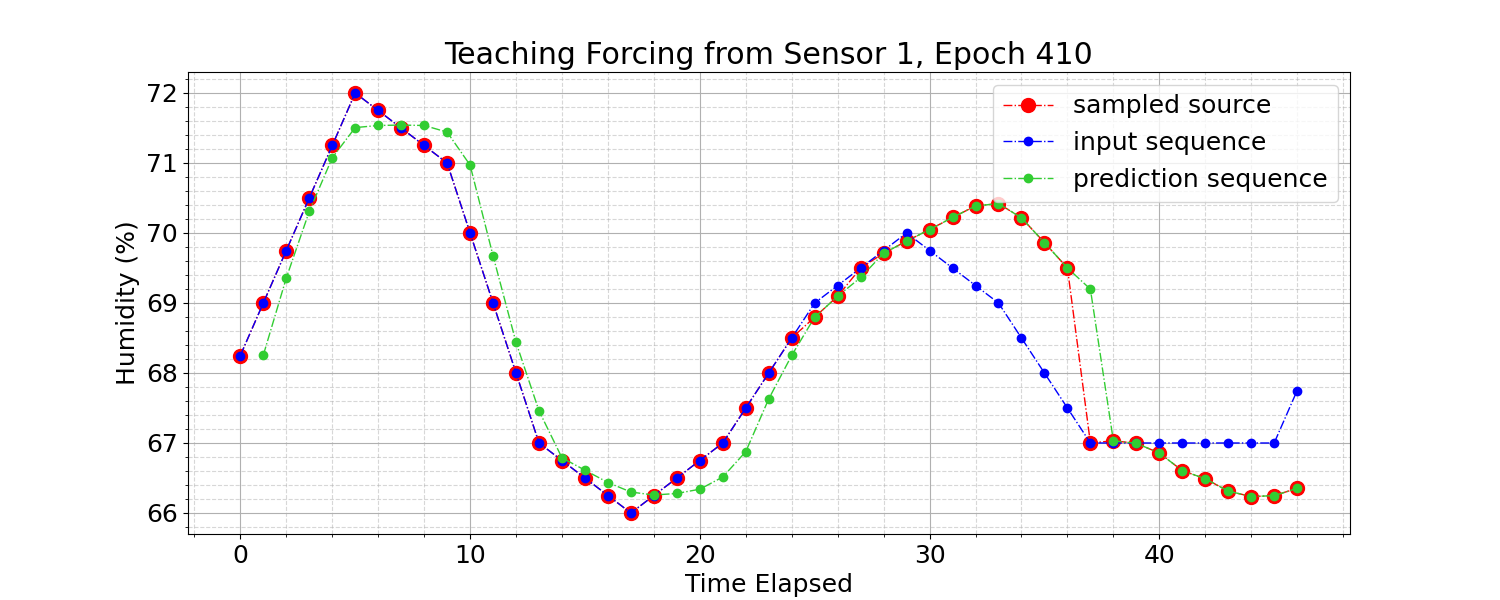 Teaching Forcing from Sensor 1, Epoch 410
sampled source
input sequence
prediction sequence
Humidity (%)
72
71
70
69
68
67
66
0 10 20 30 40
Time Elapsed